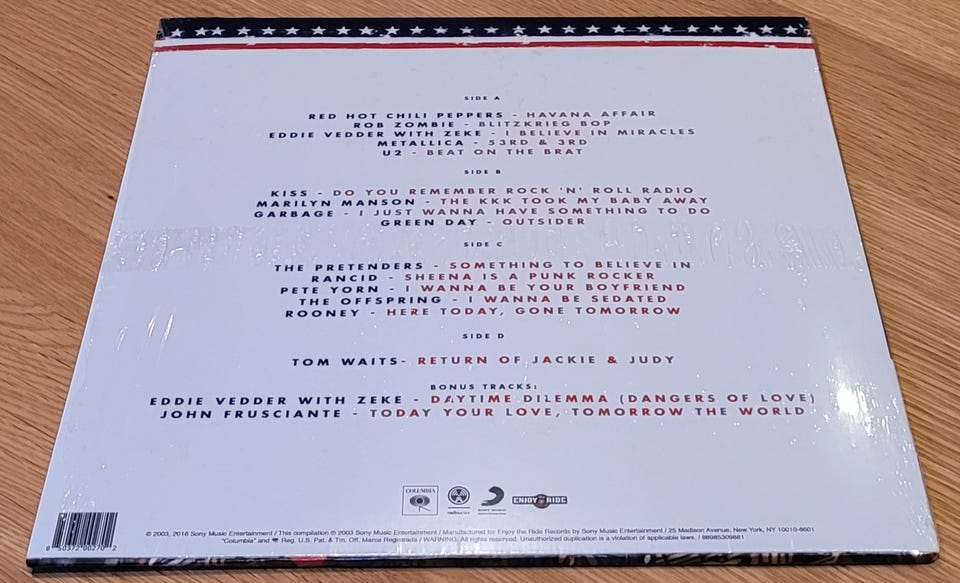 SIDE A
RED HOT CHILI PEPPERS - HAVANA AFFAIR
ROB ZOMBIE - BLITZKRIEG BOP
EDDIE VEDDER WITH ZEKE - I BELIEVE IN MIRACLES
METALLICA - 53RD & 3RD
U2 - BEAT ON THE BRAT
SIDE B
KISS - DO YOU REMEMBER ROCK 'N' ROLL RADIO
MARILYN MANSON - THE KKK TOOK MY BABY AWAY
GARBAGE - I JUST WANNA HAVE SOMETHING TO DO
GREEN DAY - OUTSIDER
SIDE C
THE PRETENDERS - SOMETHING TO BELIEVE IN
RANCID - SHEENA IS A PUNK ROCKER
PETE YORN - I WANNA BE YOUR BOYFRIEND
THE OFFSPRING - I WANNA BE SEDATED
ROONEY - HERE TODAY, GONE TOMORROW
SIDE D
TOM WAITS- RETURN OF JACKIE & JUDY
BONUS TRACKS:
EDDIE VEDDER WITH ZEKE - DAYTIME DILEMMA (DANGERS OF LOVE)
JOHN FRUSCIANTE - TODAY YOUR LOVE, TOMORROW THE WORLD
COLUMBIA
radioactive
SONY MUSIC
ENJOY THE RIDE
© 2003, 2016 Sony Music Entertainment / This compilation ℗ 2003 Sony Music Entertainment / Manufactured for Enjoy the Ride Records by Sony Music Entertainment / 25 Madison Avenue, New York, NY 10010-8601
"Columbia" and Reg. U.S. Pat. & Tm. Off. Marca Registrada / WARNING: All rights reserved. Unauthorized duplication is a violation of applicable laws. / 88985309881
8 50372 00270 2